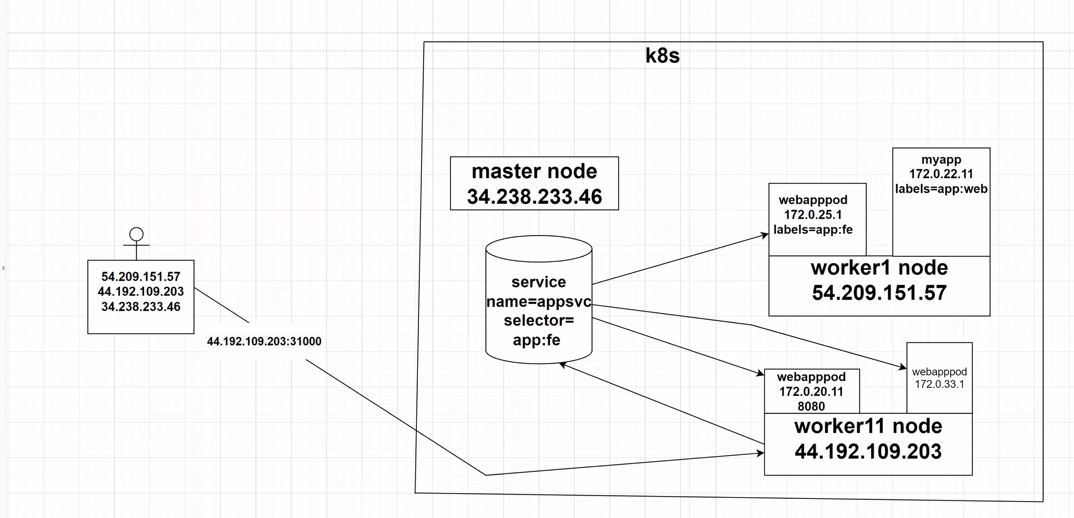 k8s
master node
34.238.233.46
myapp
172.0.22.11
labels=app:web
webapppod
172.0.25.1
labels=app:fe
worker1 node
54.209.151.57
54.209.151.57
44.192.109.203
34.238.233.46
44.192.109.203:31000
service
name=appsvc
selector=
app:fe
webapppod
172.0.33.1
webapppod
172.0.20.11
8080
worker11 node
44.192.109.203